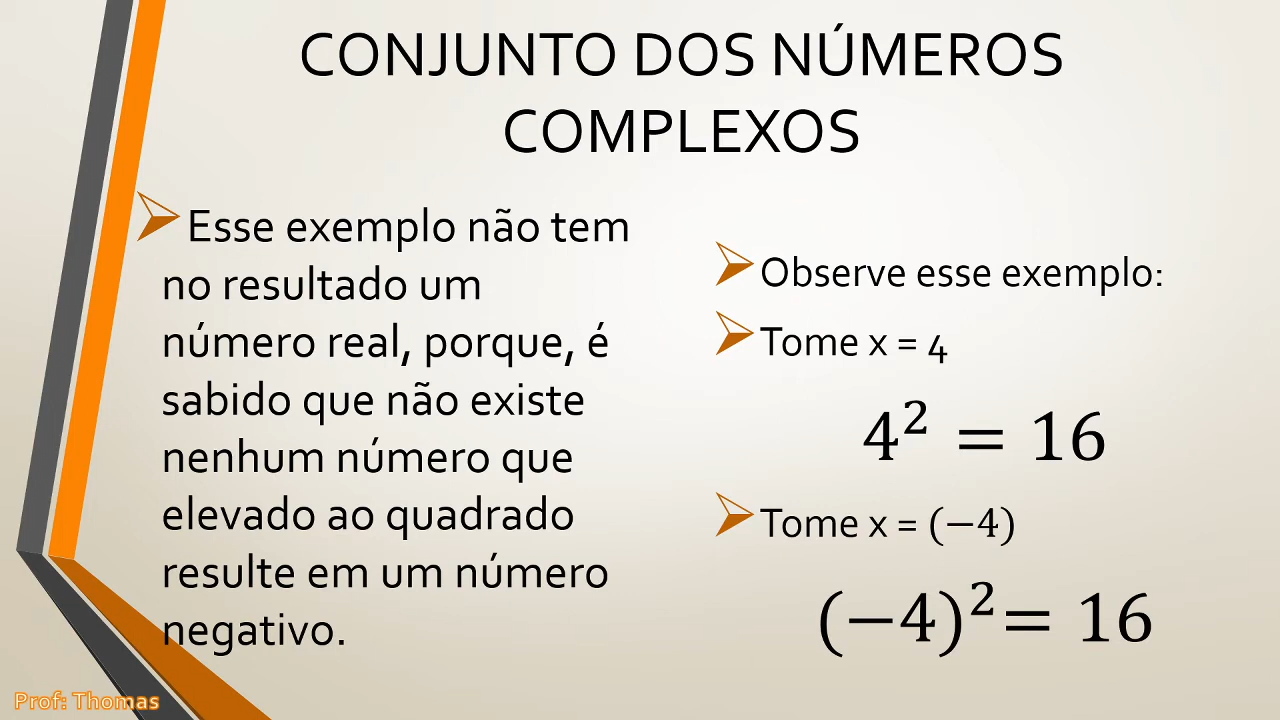 CONJUNTO DOS NÚMEROS
COMPLEXOS
Esse exemplo não tem
no resultado um
número real, porque, é
sabido que não existe
nenhum número que
elevado ao quadrado
resulte em um número
negativo.
Observe esse exemplo:
Tome x = 4
4² = 16
Tome x = (−4)
(−4)² = 16
Prof: Thomas